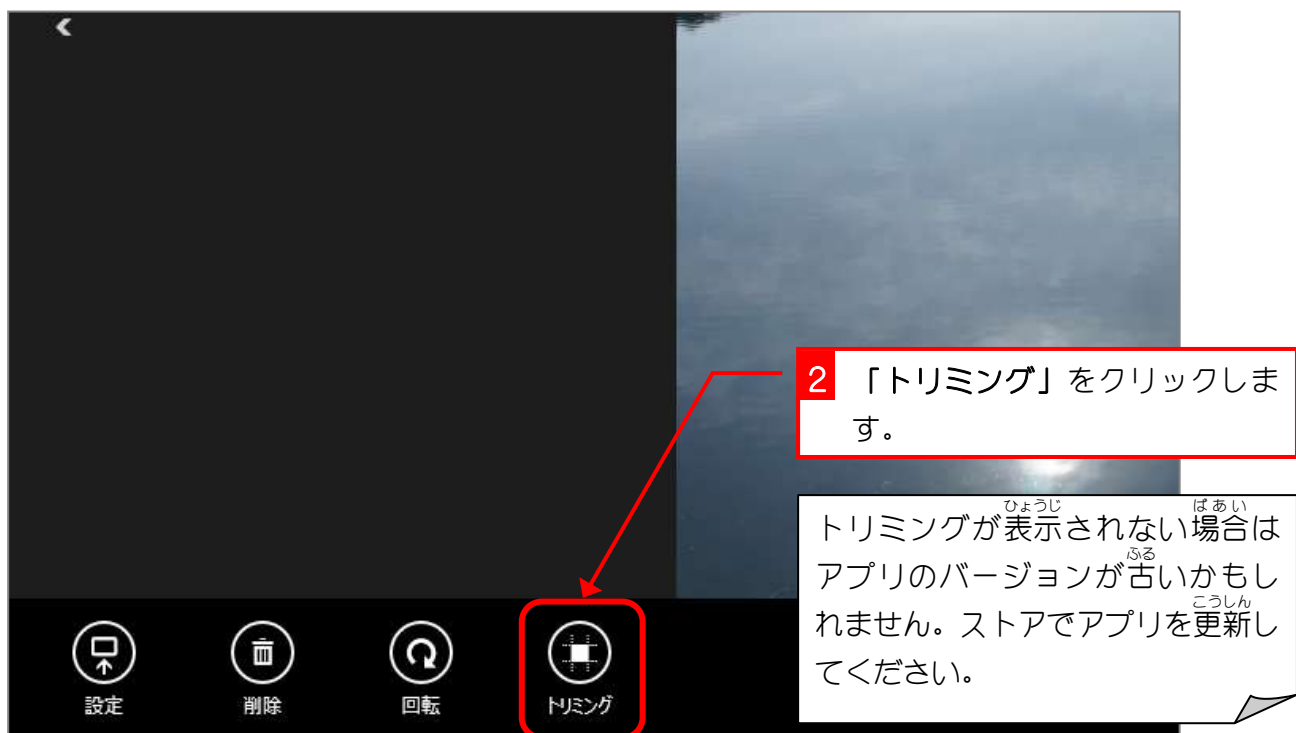 2 「トリミング」をクリックしま
す。
ひょうじ ばあい
トリミングが表示されない場合は
ふる
アプリのバージョンが古いかもし
こうしん
れません。ストアでアプリを更新し
てください。
設定 削除 回転 トリミング